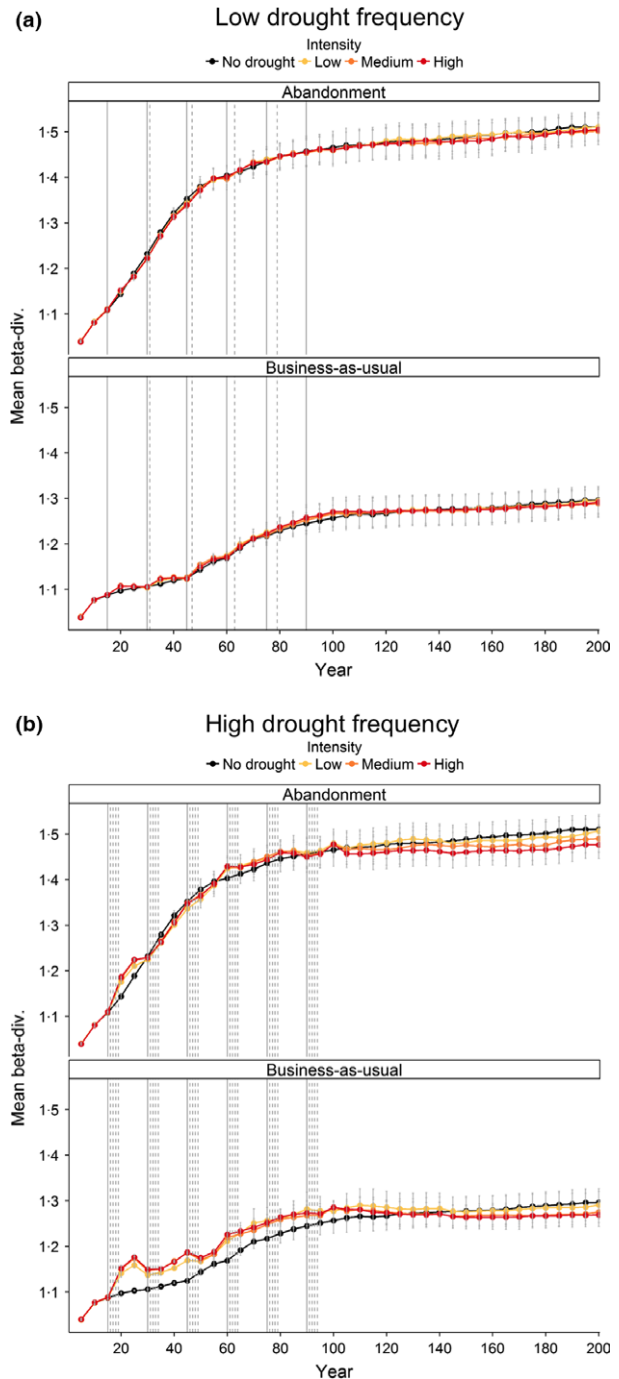 (a)
Low drought frequency
Intensity
No drought Low Medium High
Abandonment
1·5
1·4
1·3
1·2
1·1
Business-as-usual
1·5
1·4
1·3
1·2
1·1
Mean beta-div.
20 40 60 80 100 120 140 160 180 200
Year
(b)
High drought frequency
Intensity
No drought Low Medium High
Abandonment
1·5
1·4
1·3
1·2
1·1
Business-as-usual
1·5
1·4
1·3
1·2
1·1
Mean beta-div.
20 40 60 80 100 120 140 160 180 200
Year